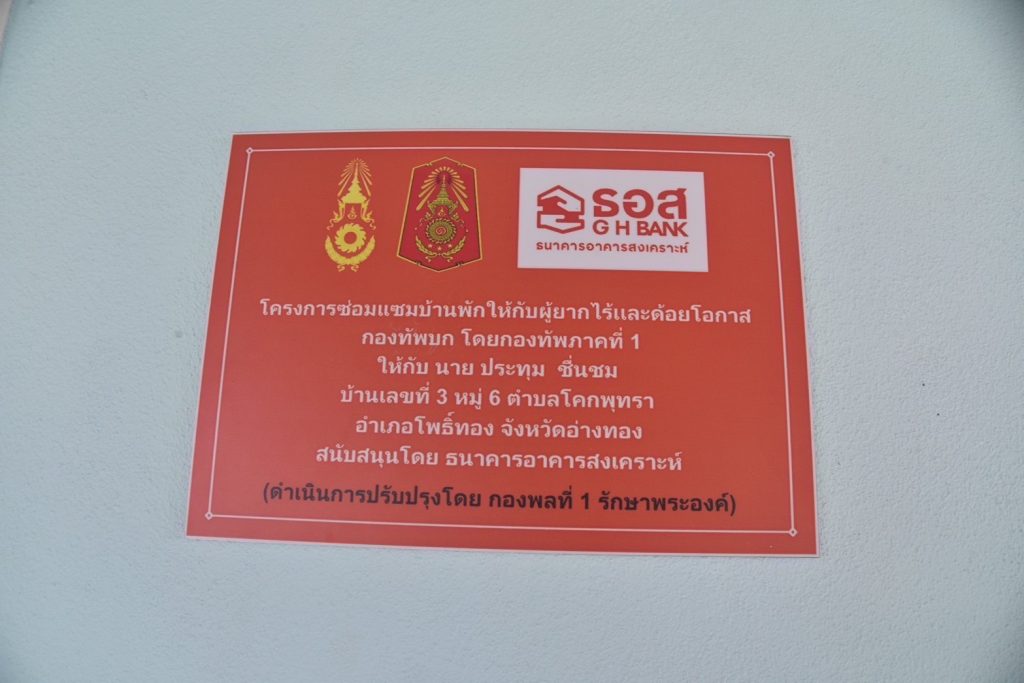 ธอส
G H BANK
ธนาคารอาคารสงเคราะห์
โครงการซ่อมแซมบ้านพักให้กับผู้ยากไร้และด้อยโอกาส
กองทัพบก โดยกองทัพภาคที่ 1
ให้กับ นาย ประทุม ชื่นชม
บ้านเลขที่ 3 หมู่ 6 ตำบลโคกพุทรา
อำเภอโพธิ์ทอง จังหวัดอ่างทอง
สนับสนุนโดย ธนาคารอาคารสงเคราะห์
(ดำเนินการปรับปรุงโดย กองพลที่ 1 รักษาพระองค์)